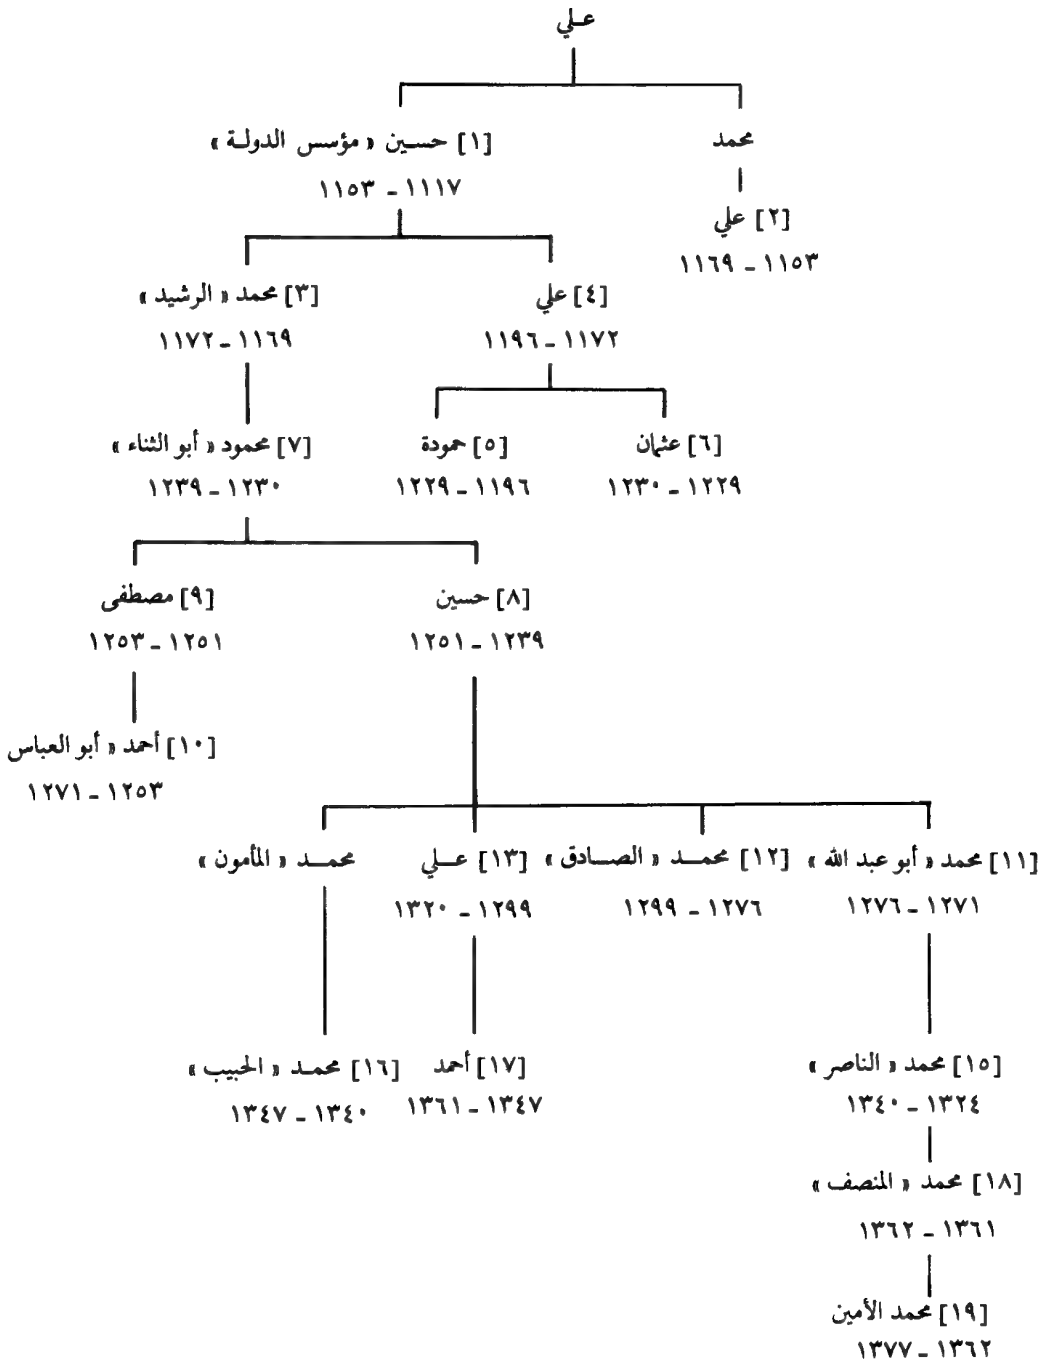 علي
محمد
[١] حسين « مؤسس الدولة »
١١١٧ ـ ١١٥٣
[٢] علي
١١٥٣ ـ ١١٦٩
[٤] علي
١١٧٢ ـ ١١٩٦
[٣] محمد « الرشيد »
١١٦٩ ـ ١١٧٢
[٦] عثمان
١٢٢٩ ـ ١٢٣٠
[٥] حمودة
١١٩٦ ـ ١٢٢٩
[٧] محمود « أبو الثناء »
١٢٣٠ ـ ١٢٣٩
[٨] حسين
١٢٣٩ ـ ١٢٥١
[٩] مصطفى
١٢٥١ ـ ١٢٥٣
[١٠] أحمد « أبو العباس
١٢٥٣ ـ ١٢٧١
[١١] محمد « أبو عبد الله »
١٢٧١ ـ ١٢٧٦
[١٢] محمد « الصادق »
١٢٧٦ ـ ١٢٩٩
[١٣] علي
١٢٩٩ ـ ١٣٢٠
محمد « المأمون »
[١٥] محمد « الناصر »
١٣٢٤ ـ ١٣٤٠
[١٧] أحمد
١٣٤٧ ـ ١٣٦١
[١٦] محمد « الحبيب »
١٣٤٠ ـ ١٣٤٧
[١٨] محمد « المنصف »
١٣٦١ ـ ١٣٦٢
[١٩] محمد الأمين
١٣٦٢ ـ ١٣٧٧